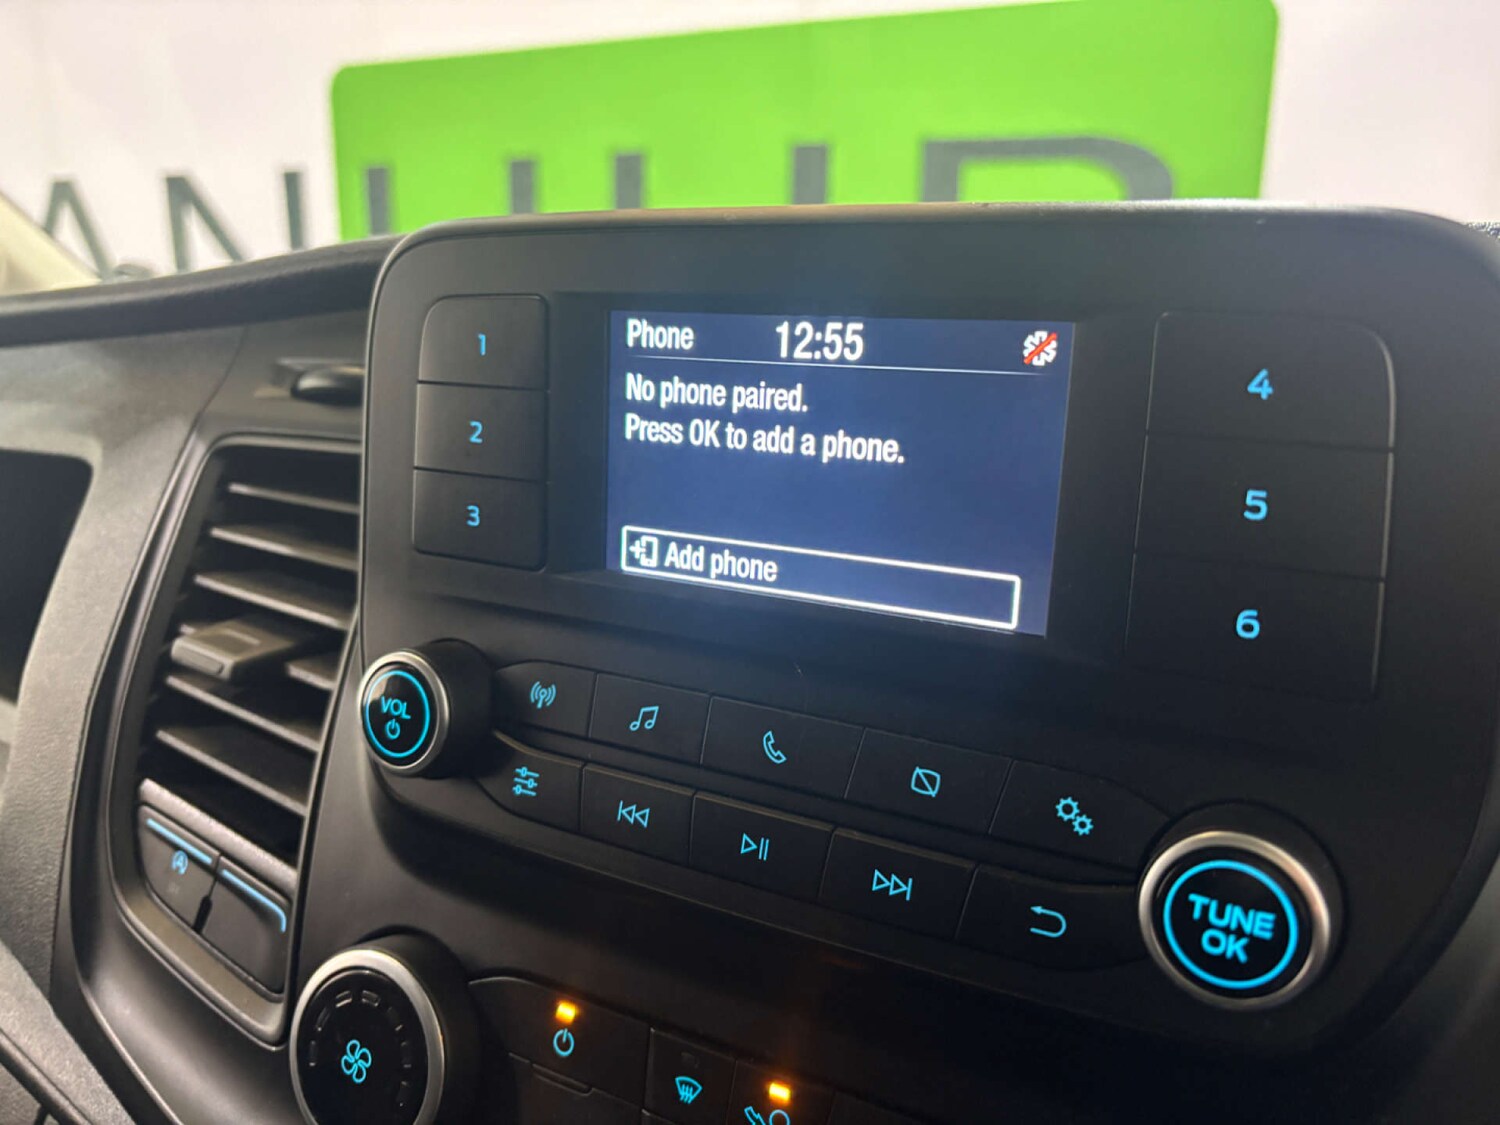 Phone 12:55
No phone paired.
Press OK to add a phone.
Add phone
1
2
3
4
5
6
VOL
TUNE
OK